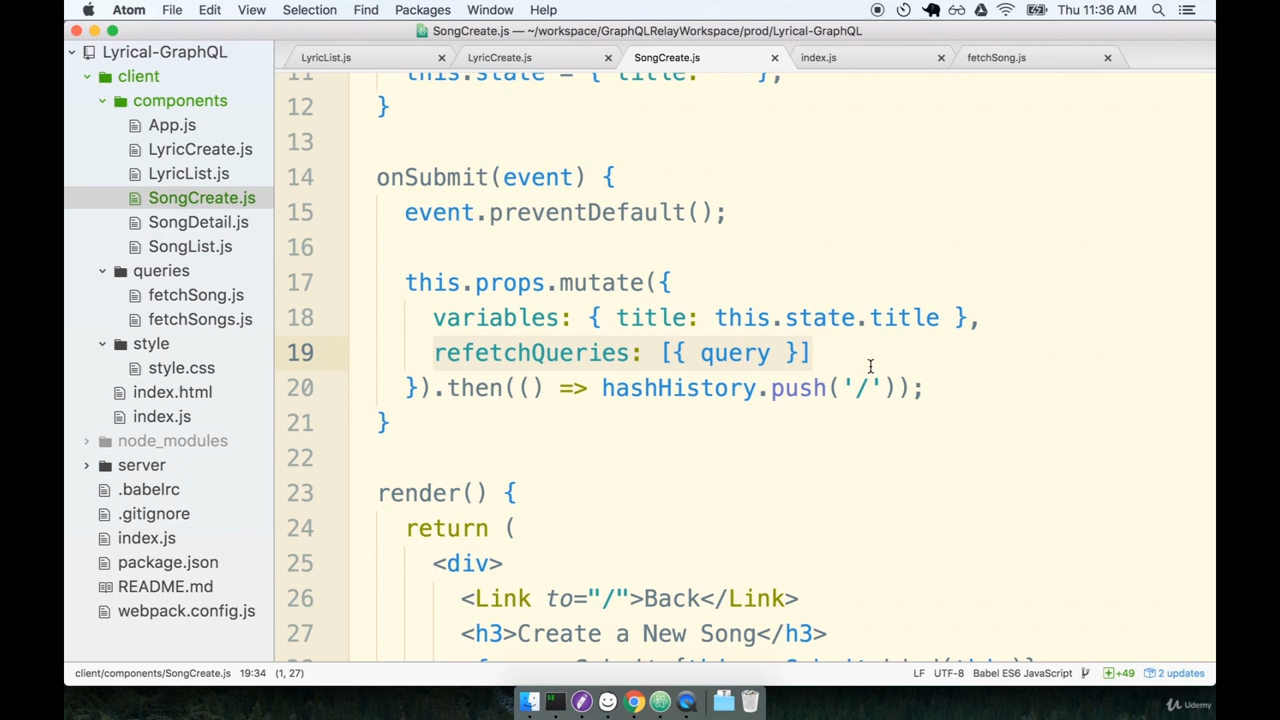 Atom File Edit View Selection Find Packages Window Help Thu 11:36 AM
SongCreate.js — ~/workspace/GraphQLRelayWorkspace/prod/Lyrical-GraphQL
Lyrical-GraphQL
client
components
App.js
LyricCreate.js
LyricList.js
SongCreate.js
SongDetail.js
SongList.js
queries
fetchSong.js
fetchSongs.js
style
style.css
index.html
index.js
node_modules
server
.babelrc
.gitignore
index.js
package.json
README.md
webpack.config.js
LyricList.js LyricCreate.js SongCreate.js index.js fetchSong.js
11 this.state = { title: };
12 }
13
14 onSubmit(event) {
15 event.preventDefault();
16
17 this.props.mutate({
18 variables: { title: this.state.title },
19 refetchQueries: [{ query }]
20 }).then(() => hashHistory.push('/'));
21 }
22
23 render() {
24 return (
25 <div>
26 <Link to="/">Back</Link>
27 <h3>Create a New Song</h3>
client/components/SongCreate.js 19:34 (1, 27) LF UTF-8 Babel ES6 JavaScript +49 2 updates
Udemy